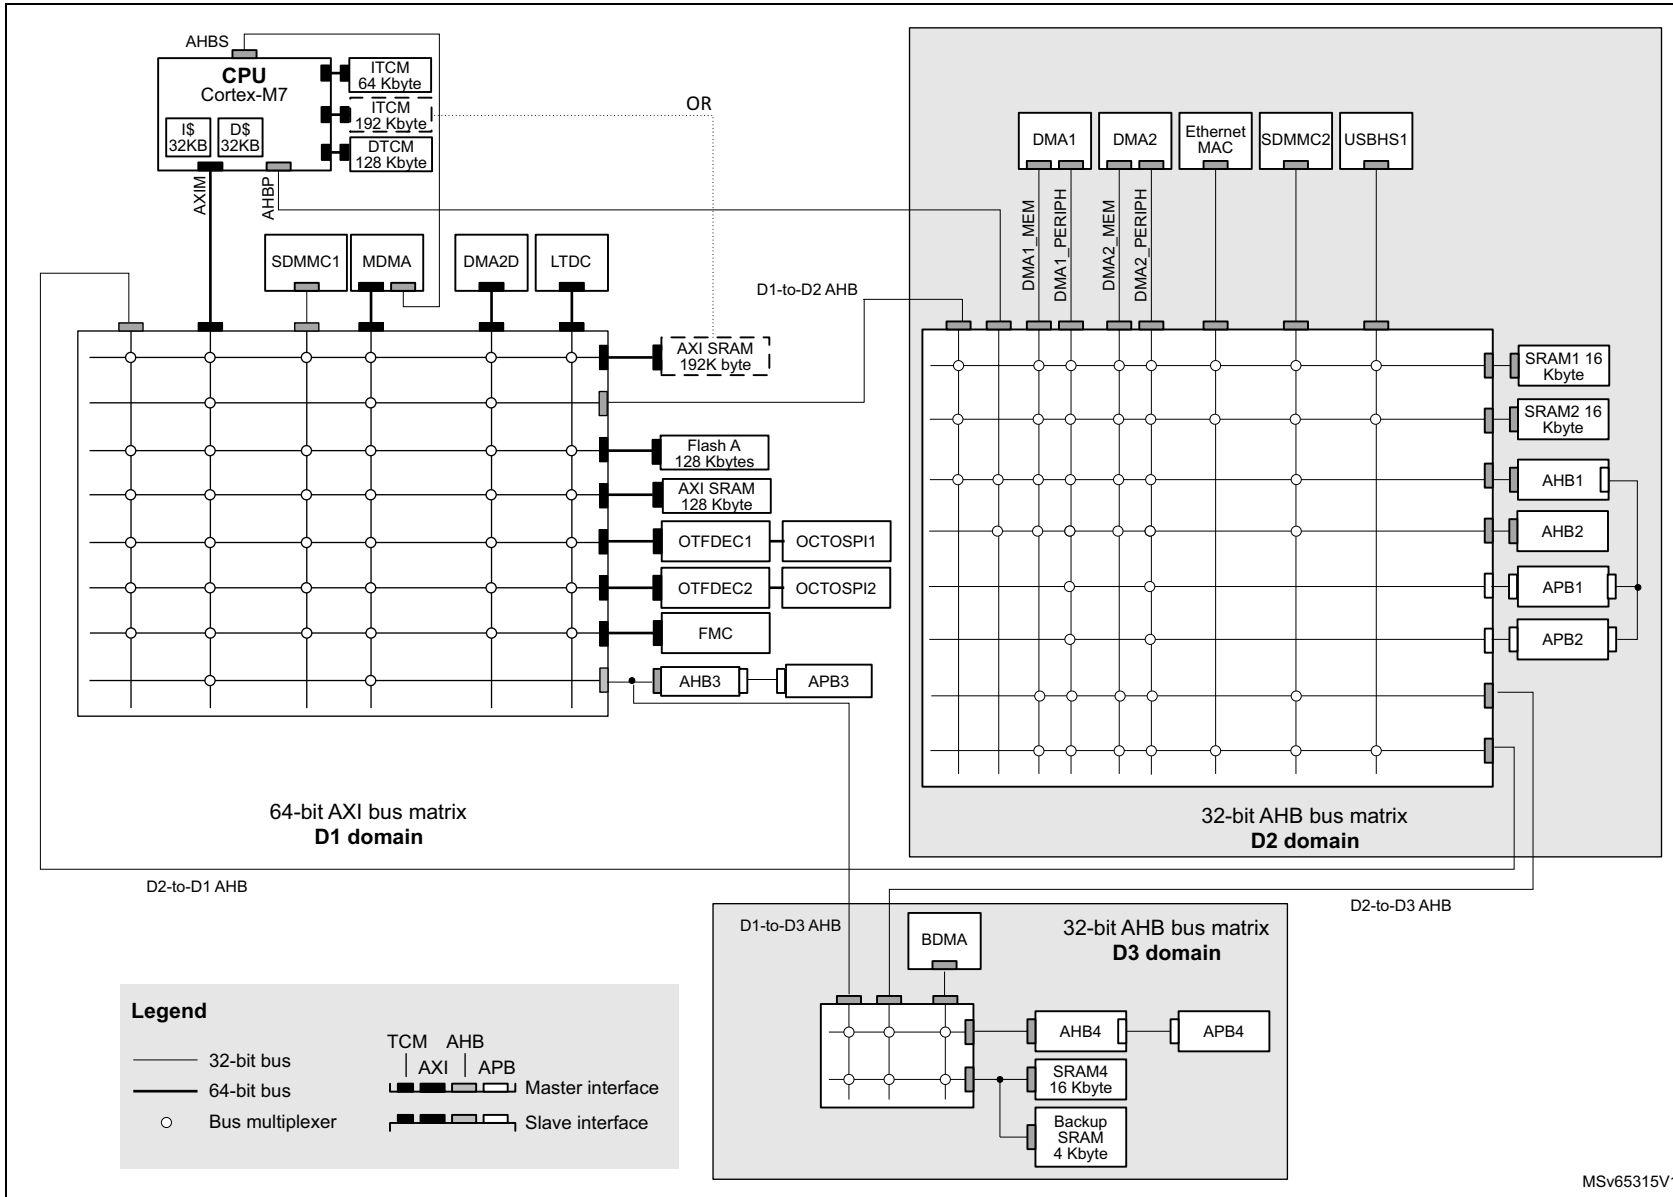 AHBS
CPU
Cortex-M7
I$
32KB
D$
32KB
ITCM
64 Kbyte
ITCM
192 Kbyte
DTCM
128 Kbyte
OR
AXIM
AHBP
SDMMC1
MDMA
DMA2D
LTDC
D1-to-D2 AHB
AXI SRAM
192K byte
Flash A
128 Kbytes
AXI SRAM
128 Kbyte
OTFDEC1
OCTOSPI1
OTFDEC2
OCTOSPI2
FMC
AHB3
APB3
64-bit AXI bus matrix
D1 domain
D2-to-D1 AHB
DMA1
DMA2
Ethernet
MAC
SDMMC2
USBHS1
DMA1_MEM
DMA1_PERIPH
DMA2_MEM
DMA2_PERIPH
SRAM1 16
Kbyte
SRAM2 16
Kbyte
AHB1
AHB2
APB1
APB2
32-bit AHB bus matrix
D2 domain
D2-to-D3 AHB
D1-to-D3 AHB
BDMA
32-bit AHB bus matrix
D3 domain
AHB4
APB4
SRAM4
16 Kbyte
Backup
SRAM
4 Kbyte
Legend
32-bit bus
64-bit bus
Bus multiplexer
TCM
AHB
AXI
APB
Master interface
Slave interface